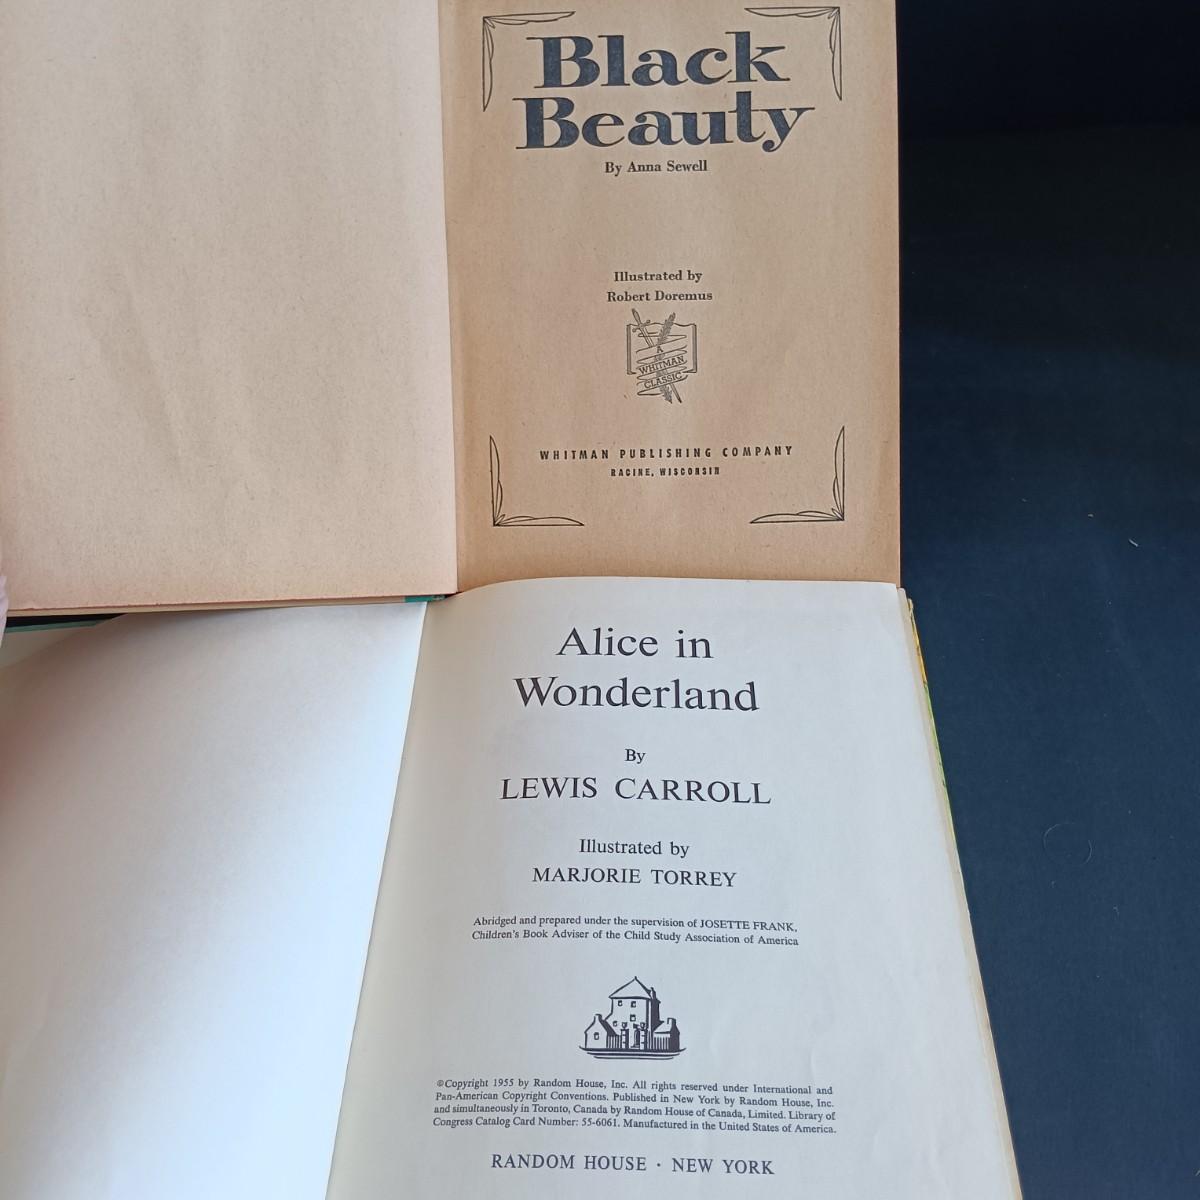 Black
Beauty
By Anna Sewell
Illustrated by
Robert Doremus
A
WHITMAN
CLASSIC
WHITMAN PUBLISHING COMPANY
RACINE, WISCONSIN
Alice in
Wonderland
By
LEWIS CARROLL
Illustrated by
MARJORIE TORREY
Abridged and prepared under the supervision of JOSETTE FRANK,
Children's Book Adviser of the Child Study Association of America
©Copyright 1955 by Random House, Inc. All rights reserved under International and
Pan-American Copyright Conventions. Published in New York by Random House, Inc.
and simultaneously in Toronto, Canada by Random House of Canada, Limited. Library of
Congress Catalog Card Number: 55-6061. Manufactured in the United States of America.
RANDOM HOUSE · NEW YORK